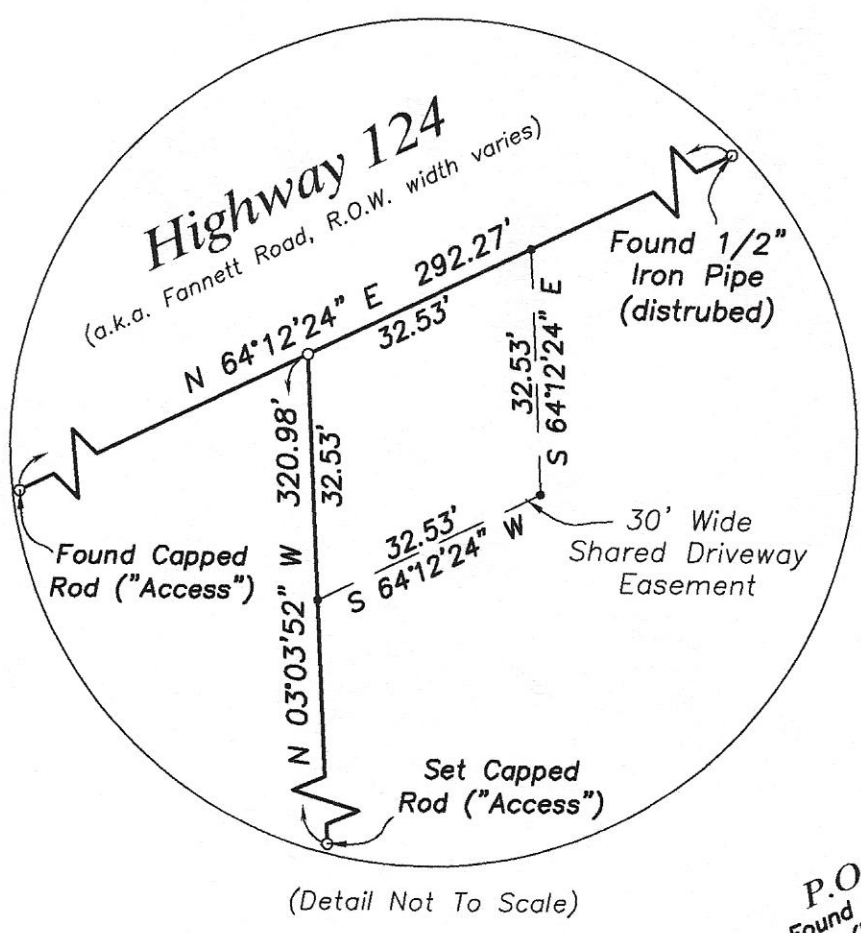 Highway 124
(a.k.a. Fannett Road, R.O.W. width varies)
N 64°12'24" E 292.27'
32.53'
Found 1/2"
Iron Pipe
(distrubed)
32.53'
S 64°12'24" E
320.98'
32.53'
N 03°03'52" W
Found Capped
Rod ("Access")
32.53'
S 64°12'24" W
30' Wide
Shared Driveway
Easement
Set Capped
Rod ("Access")
(Detail Not To Scale)
P.O
Found